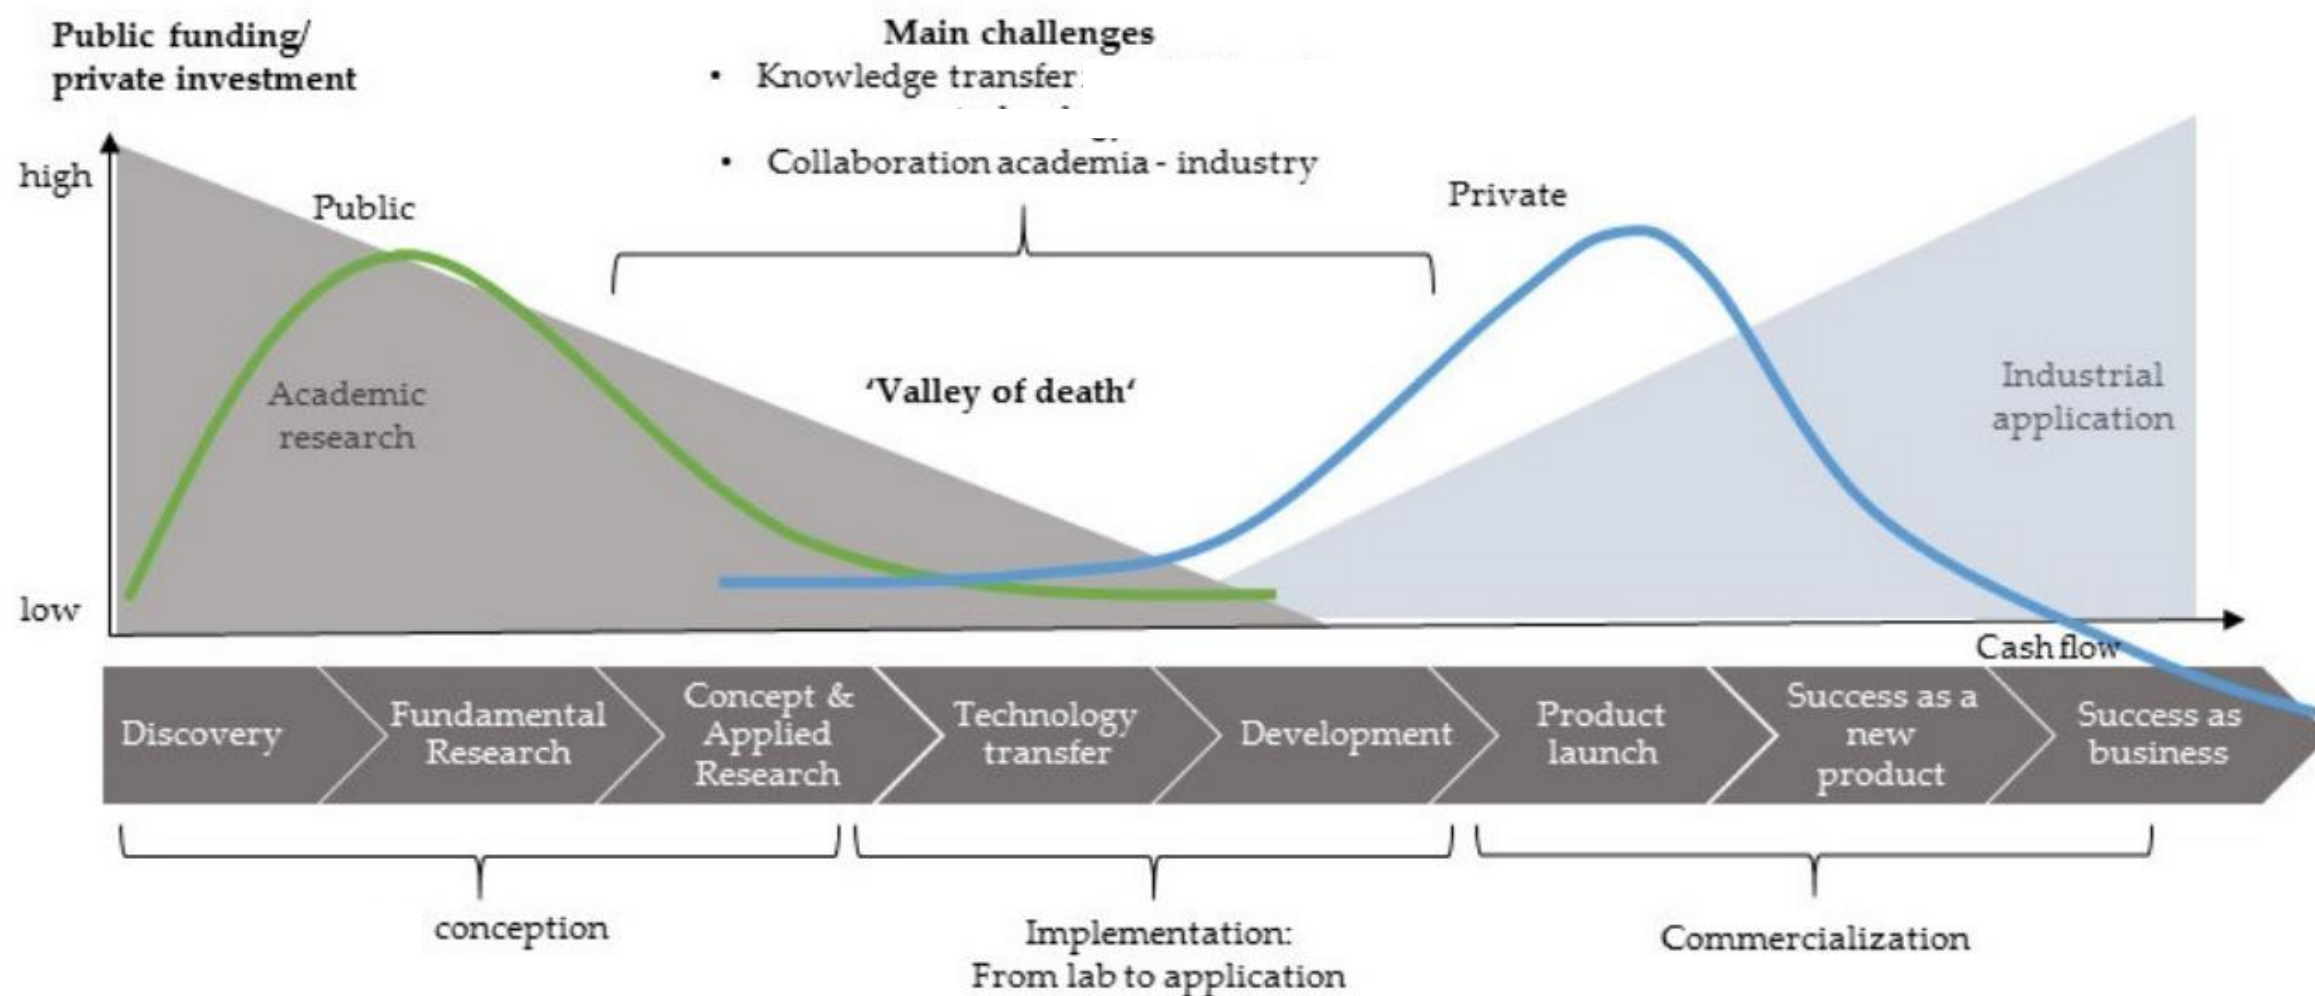 Public funding/
private investment
Main challenges
• Knowledge transfer
• Collaboration academia - industry
high
Public
Private
Academic
research
'Valley of death'
Industrial
application
low
Cash flow
Discovery
Fundamental
Research
Concept &
Applied
Research
Technology
transfer
Development
Product
launch
Success as a
new
product
Success as
business
conception
Implementation:
From lab to application
Commercialization